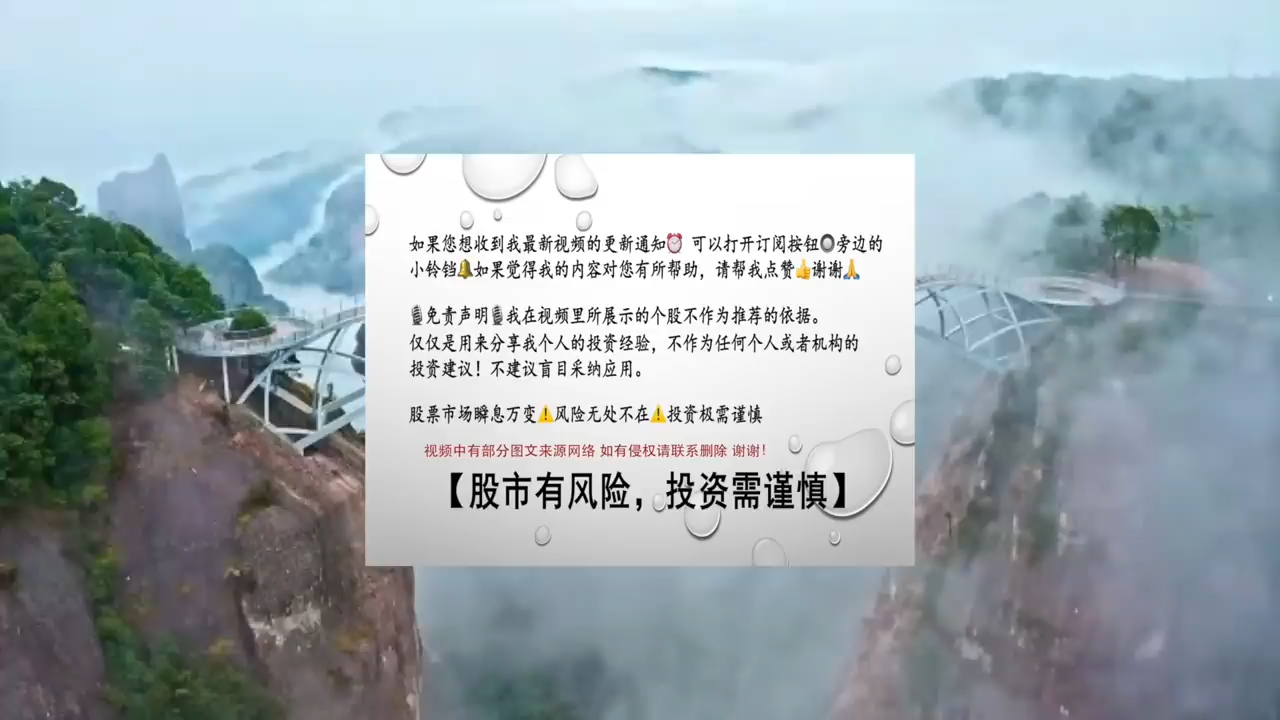 如果您想收到我最新视频的更新通知⏰ 可以打开订阅按钮🔘旁边的
小铃铛🔔如果觉得我的内容对您有所帮助，请帮我点赞👍谢谢🙏
🎙免责声明🎙我在视频里所展示的个股不作为推荐的依据。
仅仅是用来分享我个人的投资经验，不作为任何个人或者机构的
投资建议！不建议盲目采纳应用。
股票市场瞬息万变⚠️风险无处不在⚠️投资极需谨慎
视频中有部分图文来源网络 如有侵权请联系删除 谢谢！
【股市有风险，投资需谨慎】